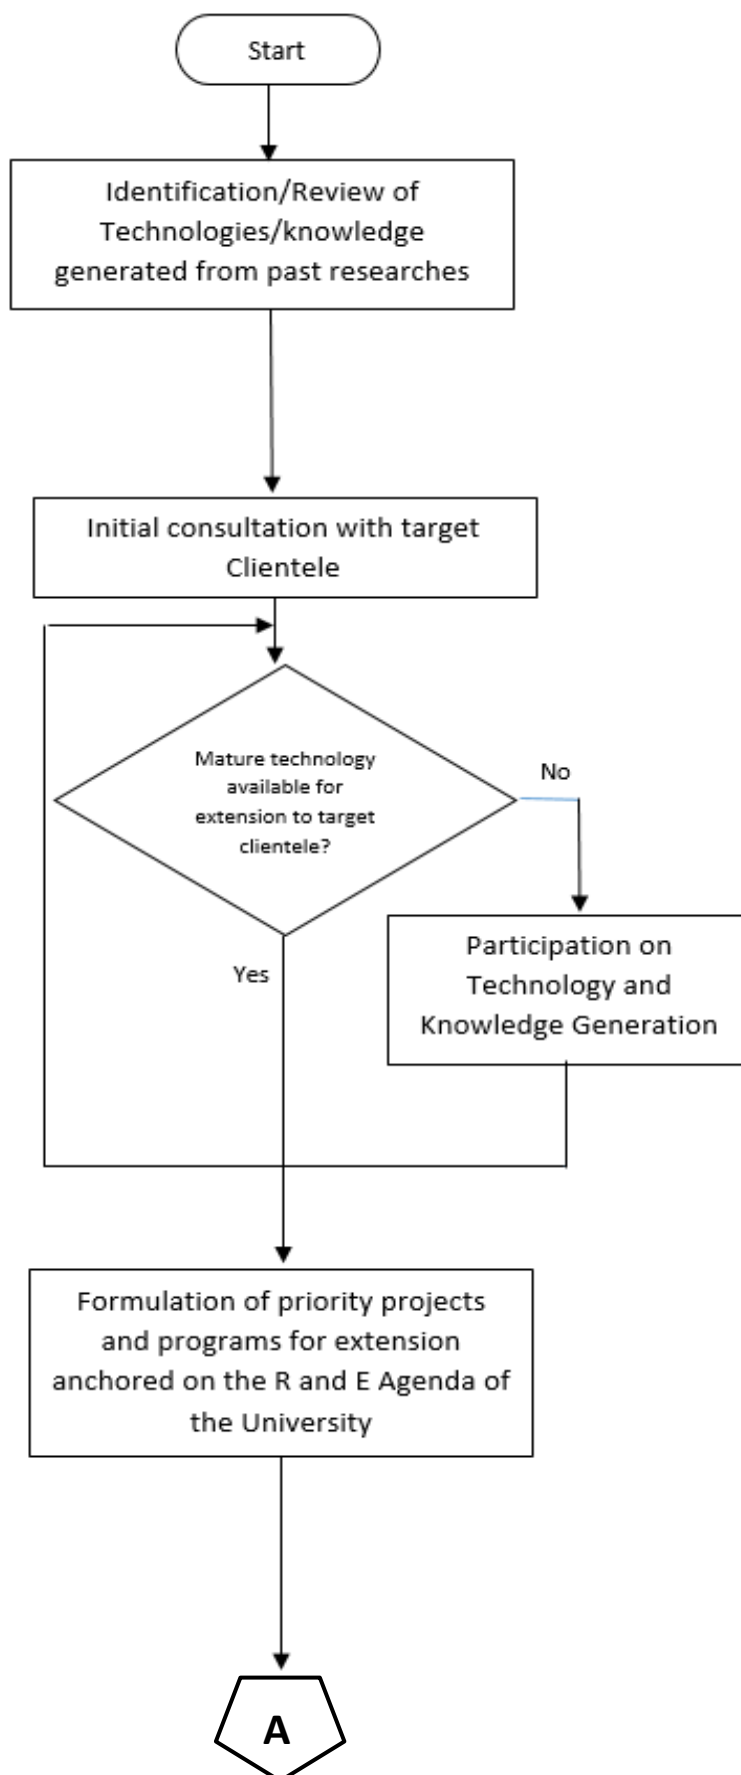 Start
Identification/Review of
Technologies/knowledge
generated from past researches
Initial consultation with target
Clientele
Mature technology
available for
extension to target
clientele?
No
Participation on
Technology and
Knowledge Generation
Yes
Formulation of priority projects
and programs for extension
anchored on the R and E Agenda of
the University
A